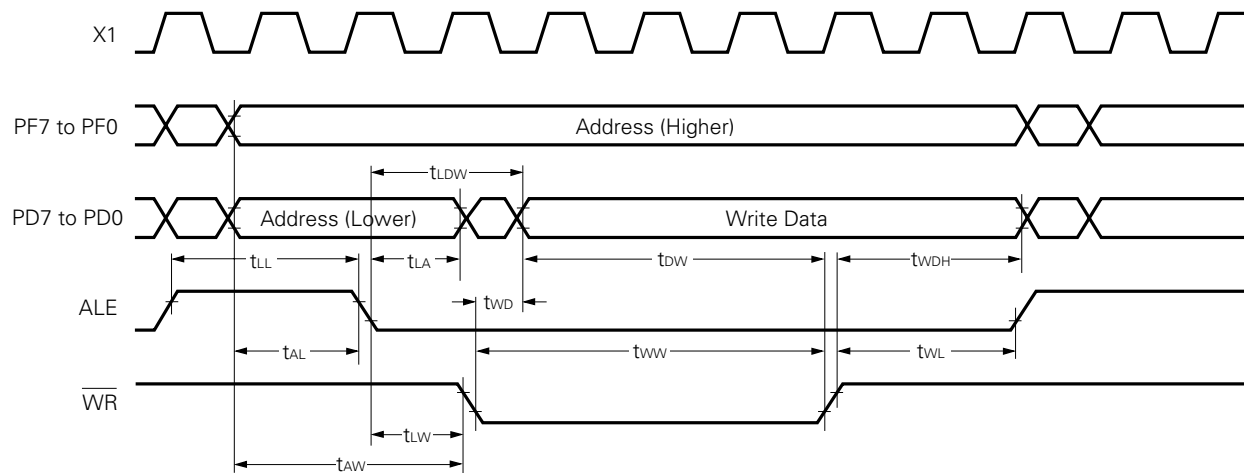 X1
PF7 to PF0
Address (Higher)
tLDW
PD7 to PD0
Address (Lower)
Write Data
tLL
tLA
tDW
tWDH
ALE
tWD
tAL
tWW
tWL
WR
tLW
tAW